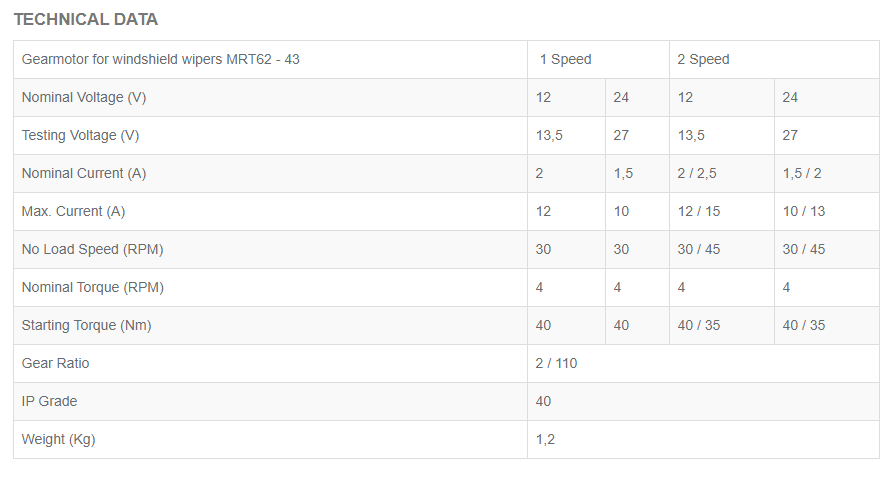 TECHNICAL DATA
Gearmotor for windshield wipers MRT62 - 43 1 Speed 2 Speed
Nominal Voltage (V) 12 24 12 24
Testing Voltage (V) 13,5 27 13,5 27
Nominal Current (A) 2 1,5 2 / 2,5 1,5 / 2
Max. Current (A) 12 10 12 / 15 10 / 13
No Load Speed (RPM) 30 30 30 / 45 30 / 45
Nominal Torque (RPM) 4 4 4 4
Starting Torque (Nm) 40 40 40 / 35 40 / 35
Gear Ratio 2 / 110
IP Grade 40
Weight (Kg) 1,2